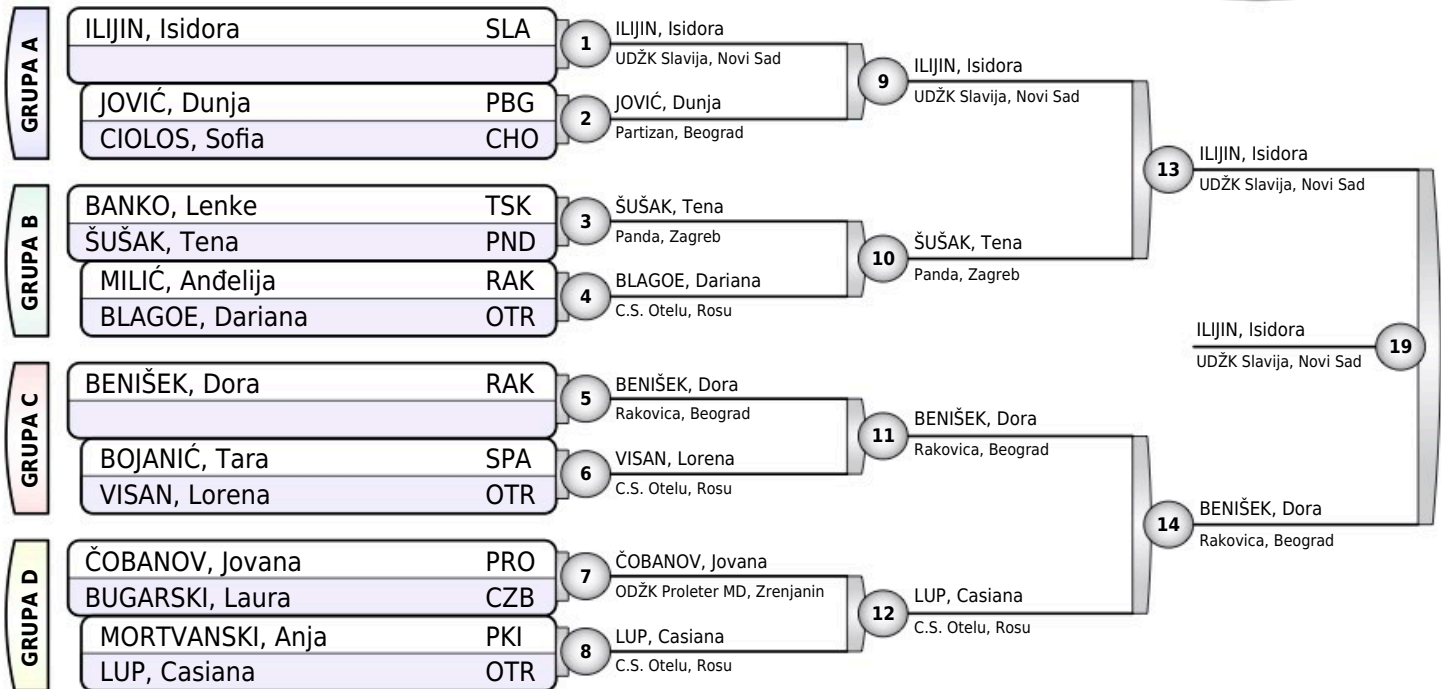 GRUPA A
ILIJIN, Isidora SLA
JOVIĆ, Dunja PBG
CIOLOS, Sofia CHO
GRUPA B
BANKO, Lenke TSK
ŠUŠAK, Tena PND
MILIĆ, Anđelija RAK
BLAGOE, Dariana OTR
GRUPA C
BENIŠEK, Dora RAK
BOJANIĆ, Tara SPA
VISAN, Lorena OTR
GRUPA D
ČOBANOV, Jovana PRO
BUGARSKI, Laura CZB
MORTVANSKI, Anja PKI
LUP, Casiana OTR
1 ILIJIN, Isidora
UDŽK Slavija, Novi Sad
2 JOVIĆ, Dunja
Partizan, Beograd
3 ŠUŠAK, Tena
Panda, Zagreb
4 BLAGOE, Dariana
C.S. Otelu, Rosu
5 BENIŠEK, Dora
Rakovica, Beograd
6 VISAN, Lorena
C.S. Otelu, Rosu
7 ČOBANOV, Jovana
ODŽK Proleter MD, Zrenjanin
8 LUP, Casiana
C.S. Otelu, Rosu
9 ILIJIN, Isidora
UDŽK Slavija, Novi Sad
10 ŠUŠAK, Tena
Panda, Zagreb
11 BENIŠEK, Dora
Rakovica, Beograd
12 LUP, Casiana
C.S. Otelu, Rosu
13 ILIJIN, Isidora
UDŽK Slavija, Novi Sad
14 BENIŠEK, Dora
Rakovica, Beograd
ILIJIN, Isidora
UDŽK Slavija, Novi Sad 19